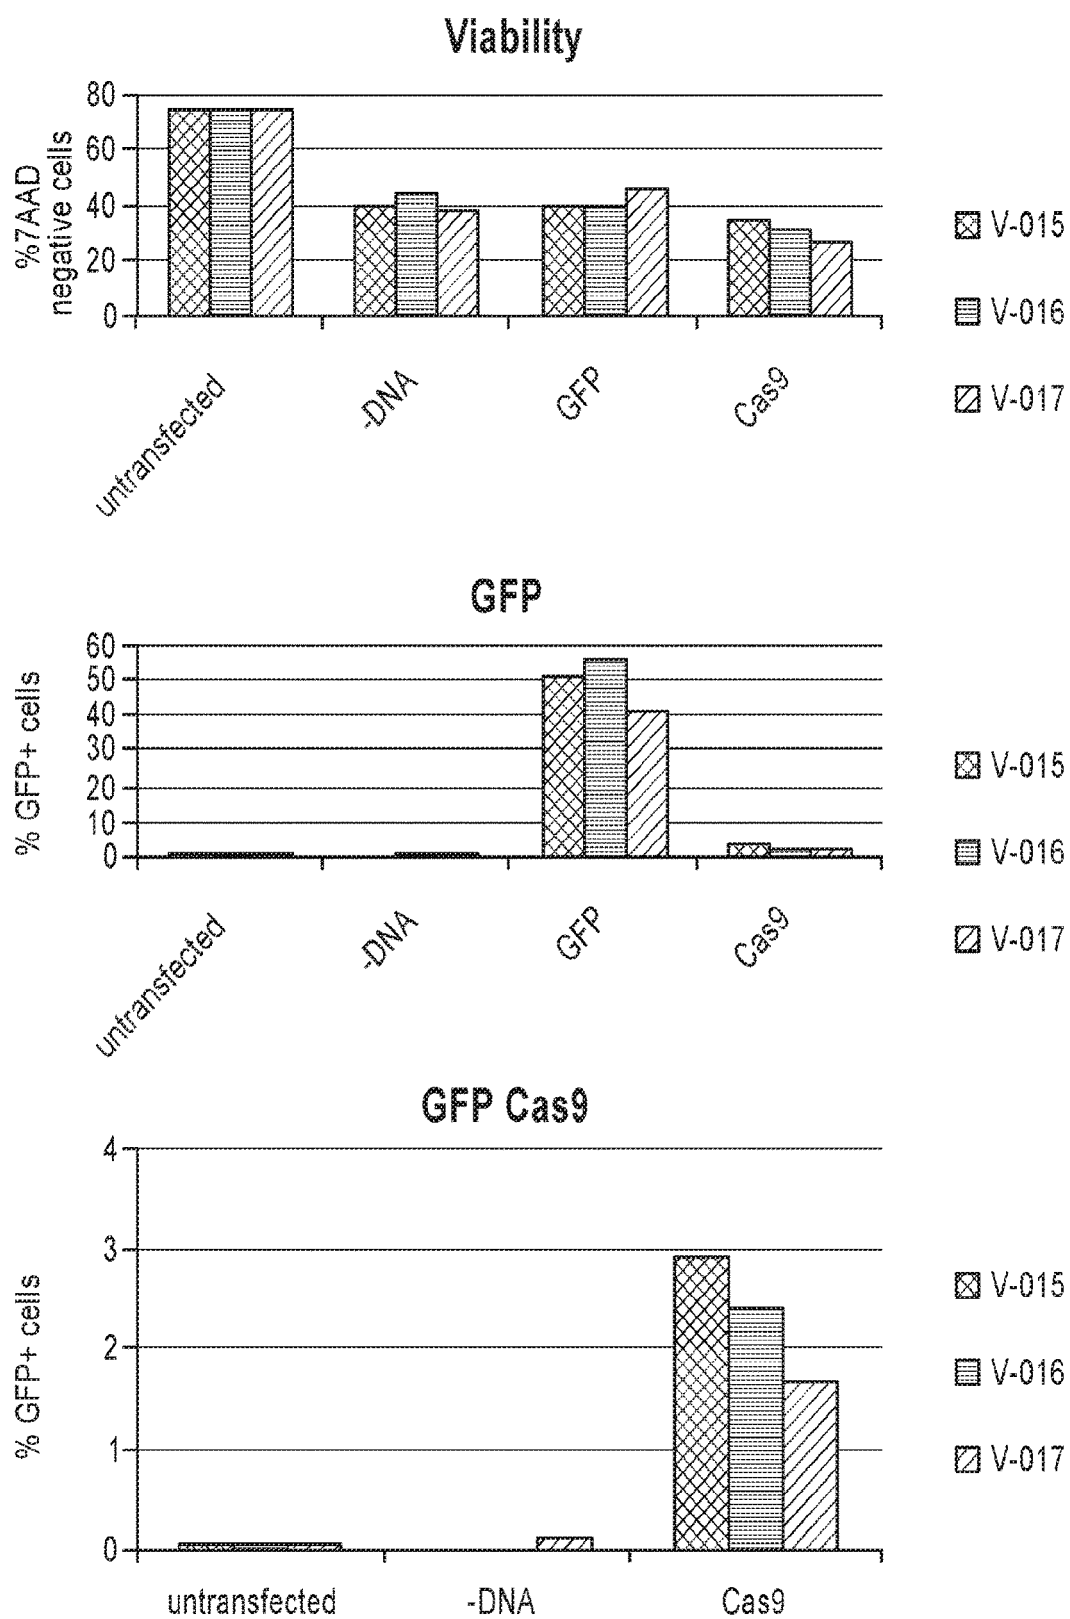 Viability
%7AAD
negative cells
80
60
40
20
0
untransfected
-DNA
GFP
Cas9
V-015
V-016
V-017
GFP
% GFP+ cells
60
50
40
30
20
10
0
untransfected
-DNA
GFP
Cas9
V-015
V-016
V-017
GFP Cas9
% GFP+ cells
4
3
2
1
0
untransfected
-DNA
Cas9
V-015
V-016
V-017